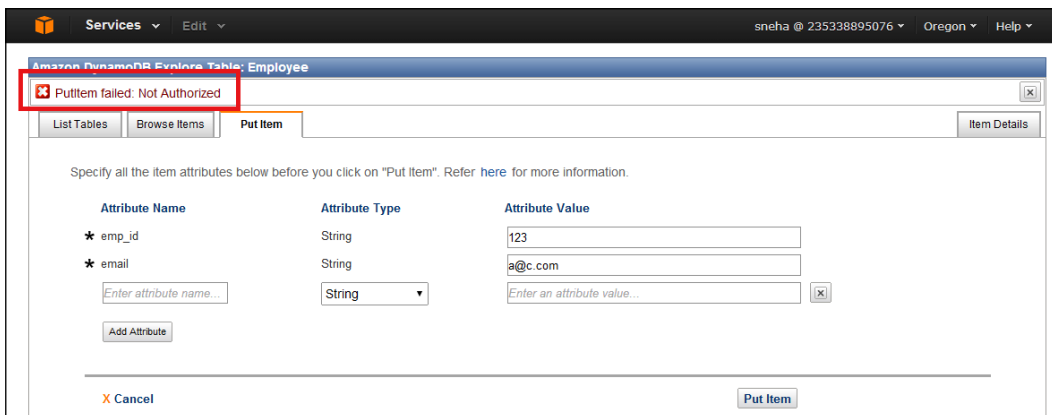 Services Edit sneha @ 235338895076 Oregon Help
Amazon DynamoDB Explore Table: Employee
PutItem failed: Not Authorized
List Tables Browse Items Put Item Item Details
Specify all the item attributes below before you click on "Put Item". Refer here for more information.
Attribute Name Attribute Type Attribute Value
* emp_id String 123
* email String a@c.com
Enter attribute name... String Enter an attribute value...
Add Attribute
X Cancel Put Item